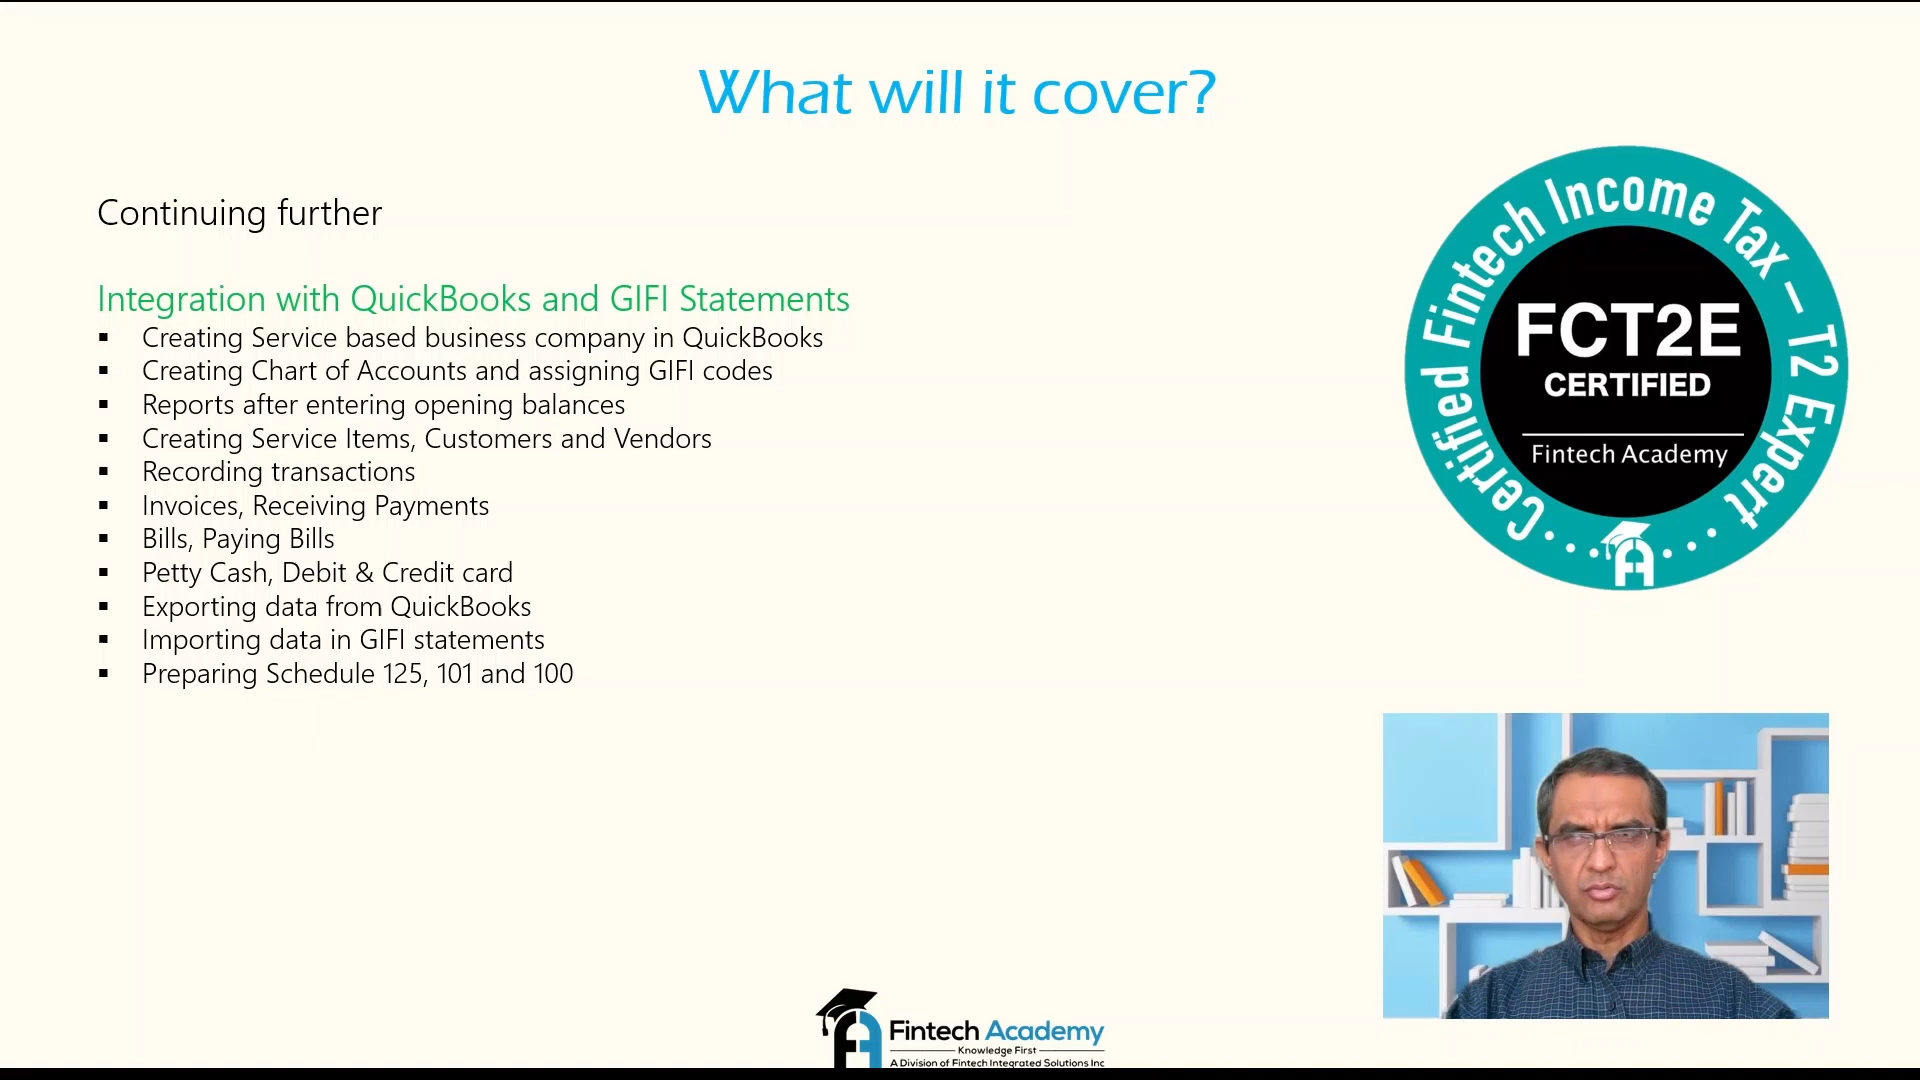 What will it cover?
Continuing further
Integration with QuickBooks and GIFI Statements
▪ Creating Service based business company in QuickBooks
▪ Creating Chart of Accounts and assigning GIFI codes
▪ Reports after entering opening balances
▪ Creating Service Items, Customers and Vendors
▪ Recording transactions
▪ Invoices, Receiving Payments
▪ Bills, Paying Bills
▪ Petty Cash, Debit & Credit card
▪ Exporting data from QuickBooks
▪ Importing data in GIFI statements
▪ Preparing Schedule 125, 101 and 100
Certified Fintech Income Tax – T2 Expert
FCT2E
CERTIFIED
Fintech Academy
Fintech Academy
Knowledge First
A Division of Fintech Integrated Solutions Inc